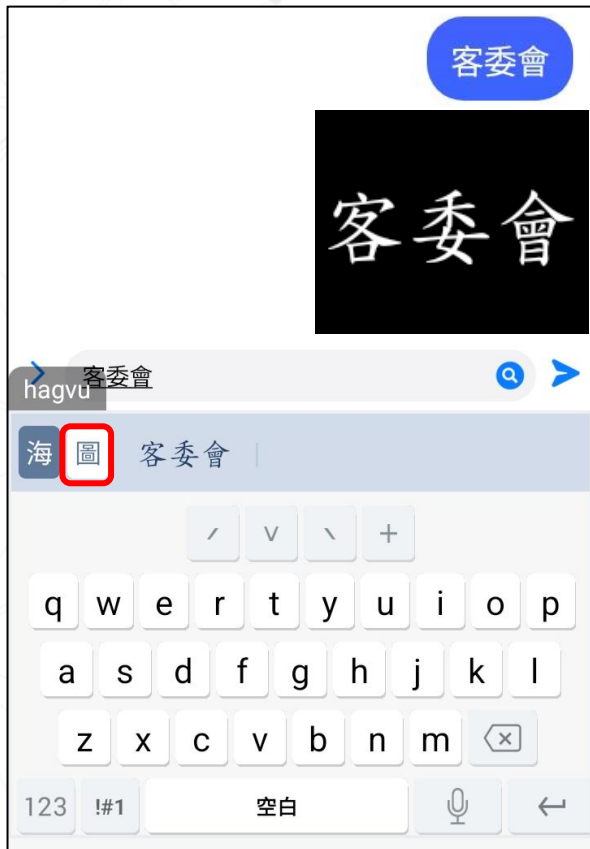 客委會
客委會
客委會
hagvu
海 圖 客委會
ˊ ˇ ˋ +
q w e r t y u i o p
a s d f g h j k l
z x c v b n m
123 !#1 空白